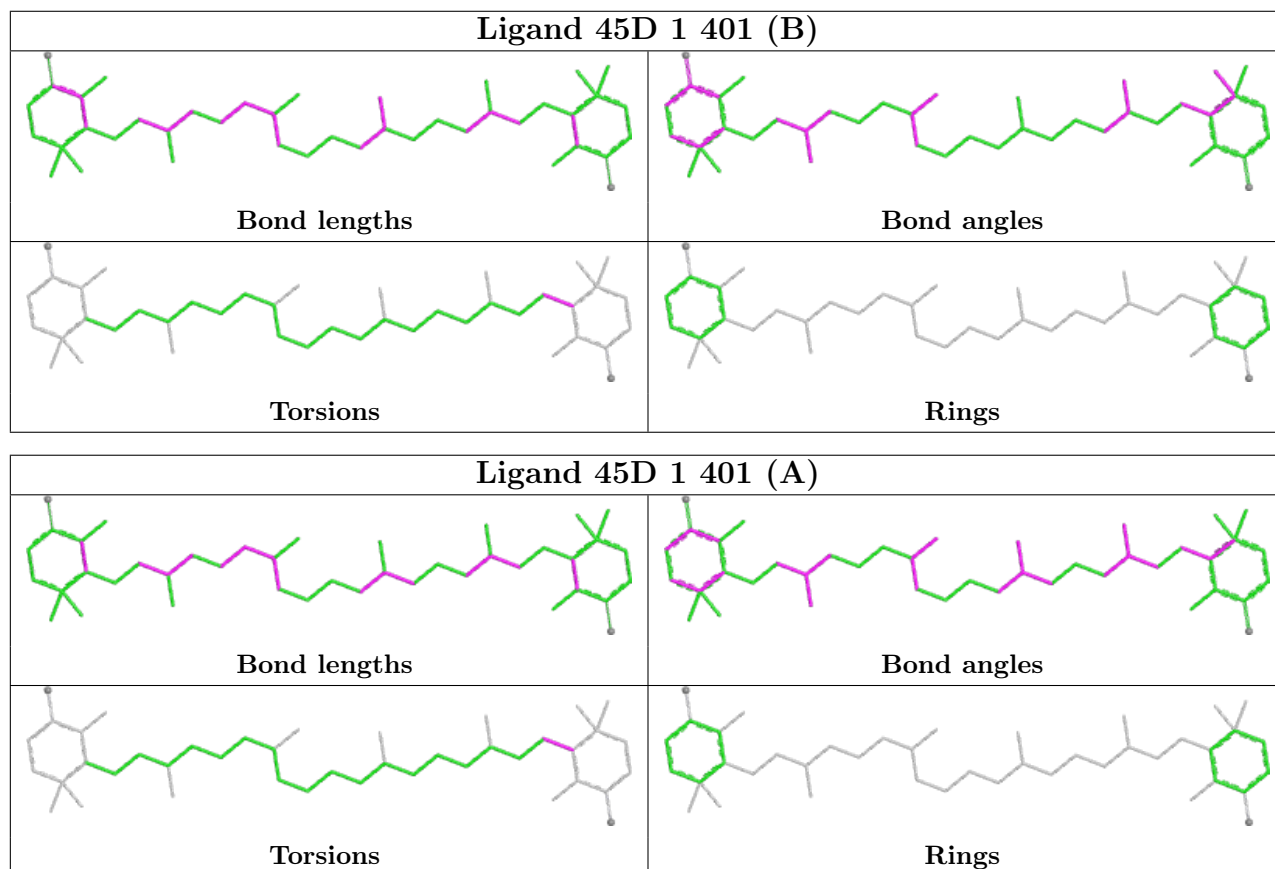 Ligand 45D 1 401 (B)
Bond lengths
Bond angles
Torsions
Rings
Ligand 45D 1 401 (A)
Bond lengths
Bond angles
Torsions
Rings